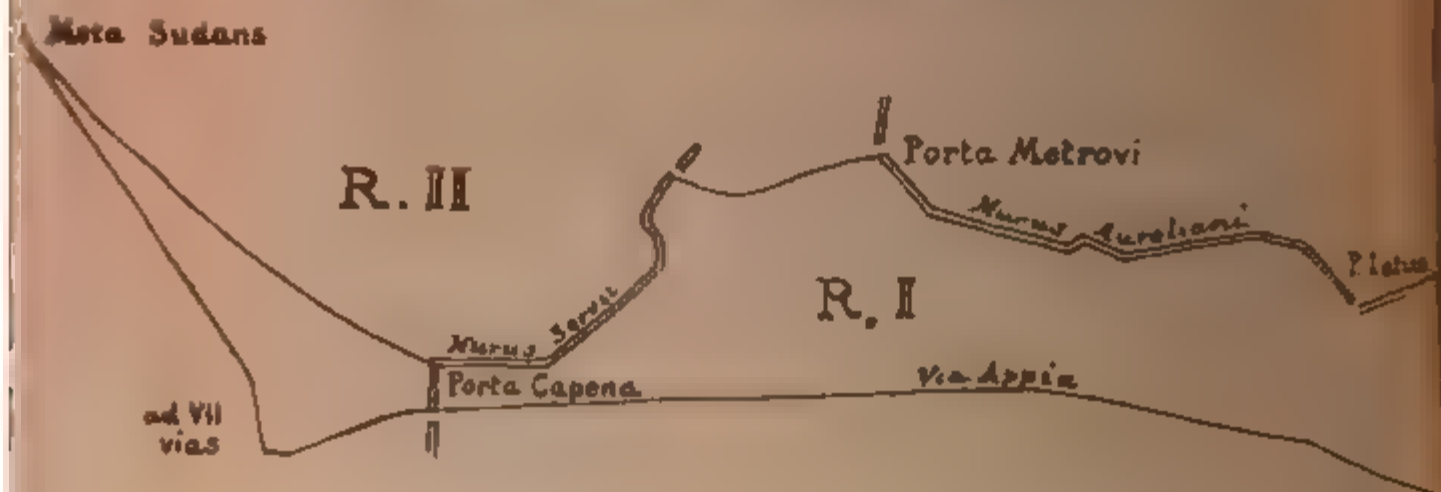 Meta Sudans
R. II
Porta Metrovi
Murus Aureliani
R. I
Murus Servii
Porta Capena
Via Appia
ad VII
vias